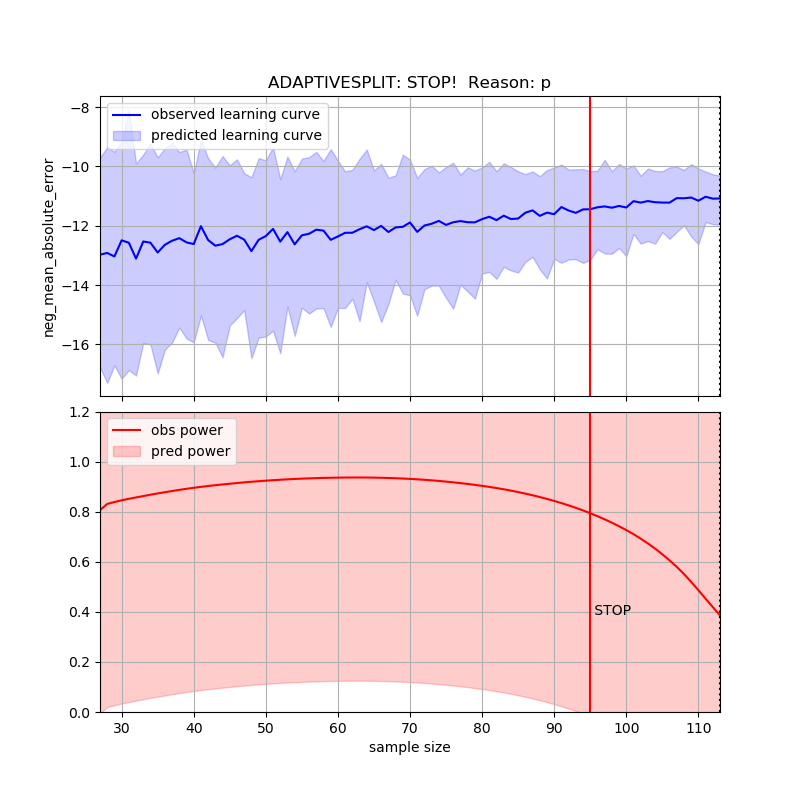 ADAPTIVESPLIT: STOP!  Reason: p
observed learning curve
predicted learning curve
neg_mean_absolute_error
−8
−10
−12
−14
−16
obs power
pred power
1.2
1.0
0.8
0.6
0.4
0.2
0.0
STOP
30 40 50 60 70 80 90 100 110
sample size